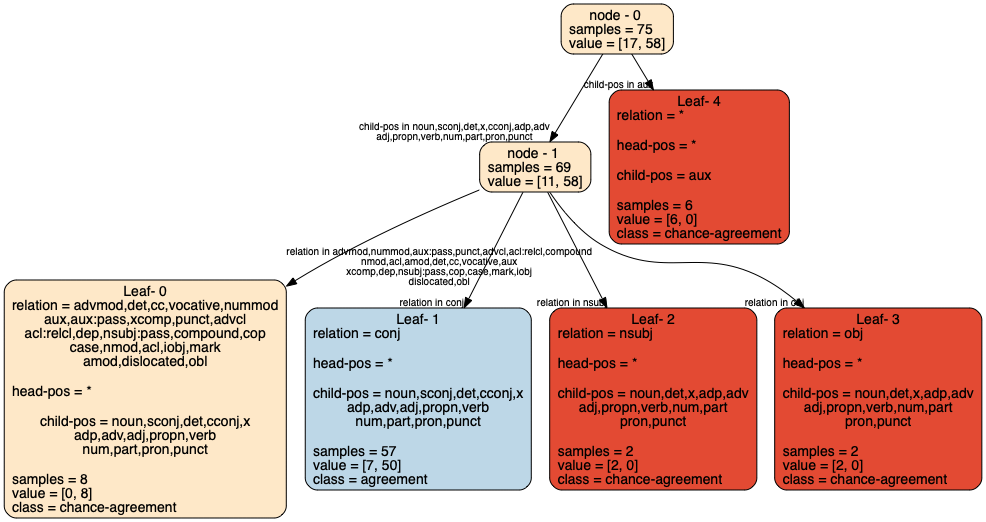 node - 0
samples = 75
value = [17, 58]
child-pos in aux
Leaf- 4
relation = *
head-pos = *
child-pos = aux
samples = 6
value = [6, 0]
class = chance-agreement
child-pos in noun,sconj,det,x,cconj,adp,adv
adj,propn,verb,num,part,pron,punct
node - 1
samples = 69
value = [11, 58]
relation in advmod,nummod,aux:pass,punct,advcl,acl:relcl,compound
nmod,acl,amod,det,cc,vocative,aux
xcomp,dep,nsubj:pass,cop,case,mark,iobj
dislocated,obl
relation in conj
relation in nsubj
relation in obj
Leaf- 0
relation = advmod,det,cc,vocative,nummod
aux,aux:pass,xcomp,punct,advcl
acl:relcl,dep,nsubj:pass,compound,cop
case,nmod,acl,iobj,mark
amod,dislocated,obl
head-pos = *
child-pos = noun,sconj,det,cconj,x
adp,adv,adj,propn,verb
num,part,pron,punct
samples = 8
value = [0, 8]
class = chance-agreement
Leaf- 1
relation = conj
head-pos = *
child-pos = noun,sconj,det,cconj,x
adp,adv,adj,propn,verb
num,part,pron,punct
samples = 57
value = [7, 50]
class = agreement
Leaf- 2
relation = nsubj
head-pos = *
child-pos = noun,det,x,adp,adv
adj,propn,verb,num,part
pron,punct
samples = 2
value = [2, 0]
class = chance-agreement
Leaf- 3
relation = obj
head-pos = *
child-pos = noun,det,x,adp,adv
adj,propn,verb,num,part
pron,punct
samples = 2
value = [2, 0]
class = chance-agreement